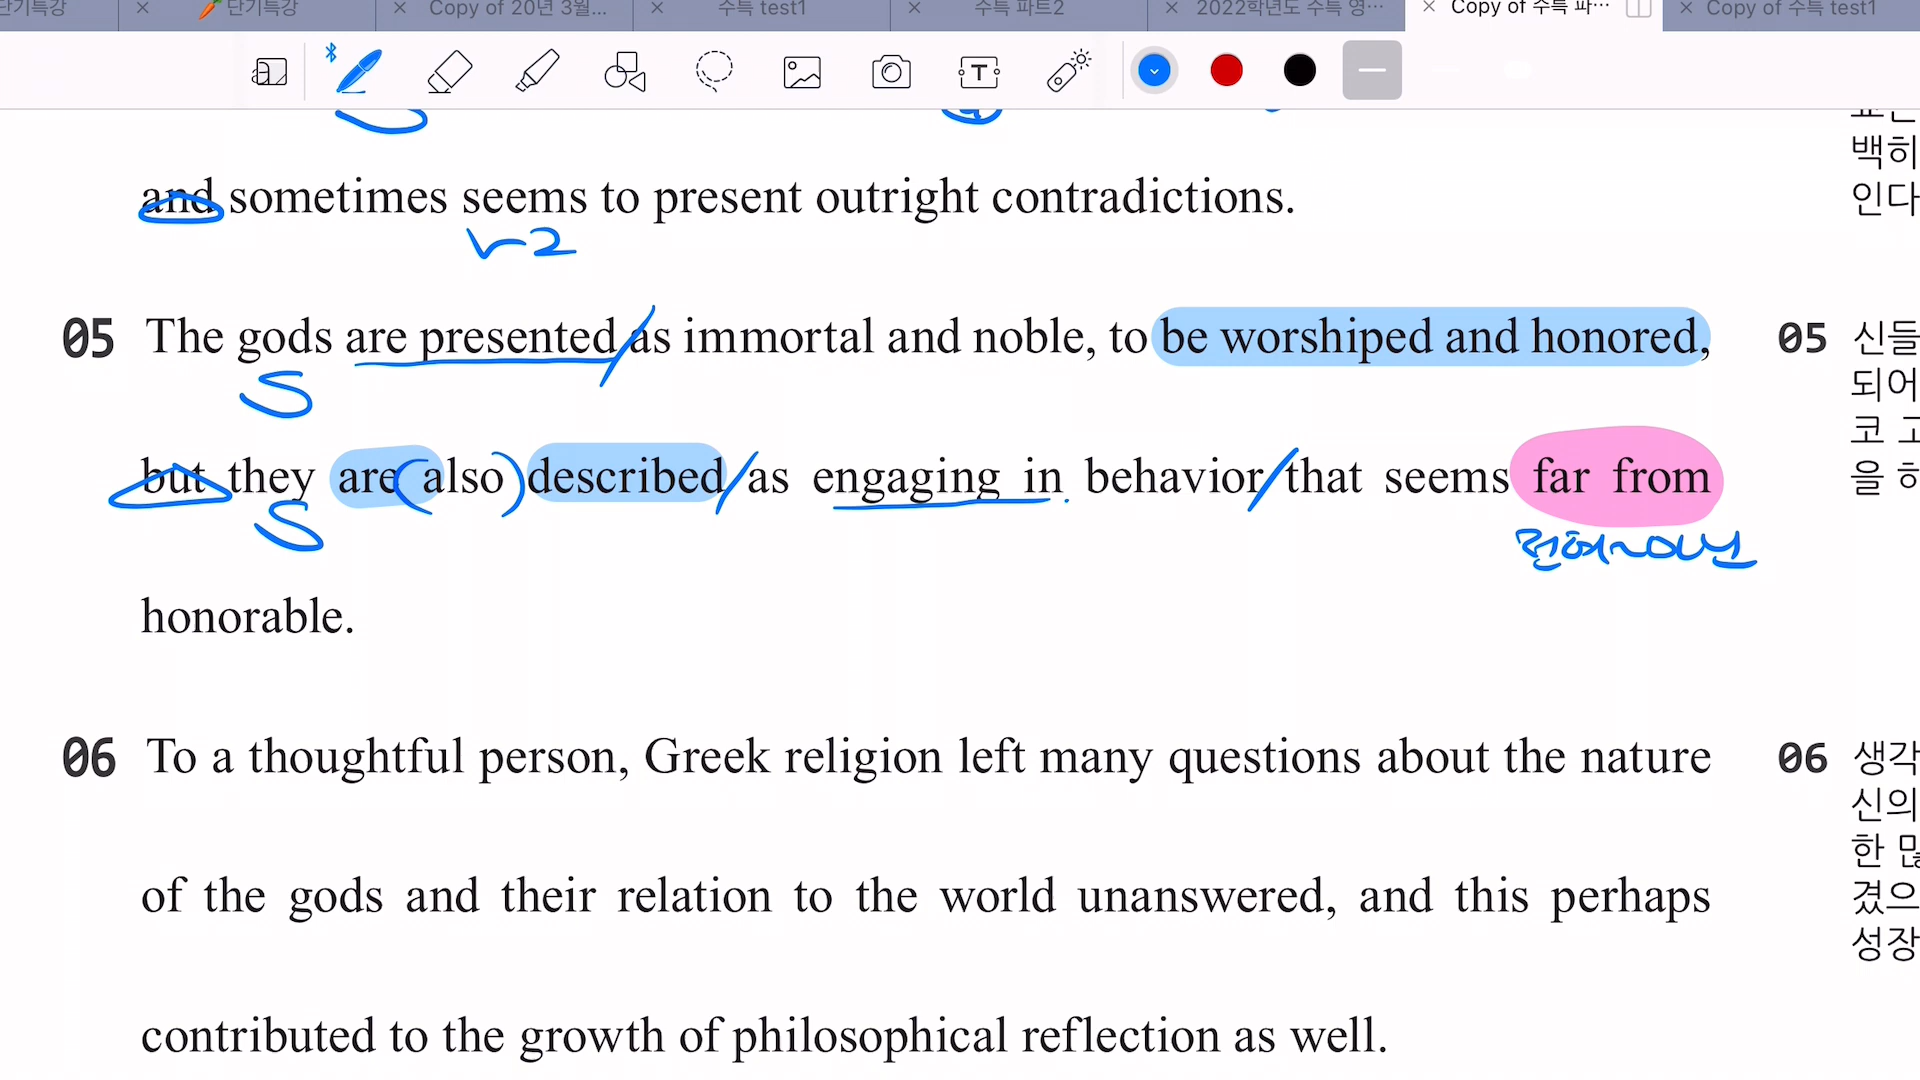 단기특강
🥕단기특강
Copy of 20년 3월...
수특 test1
수특 파트2
2022학년도 수특 영...
Copy of 수특 파...
Copy of 수특 test1
and sometimes seems to present outright contradictions.
v2
05 The gods are presented as immortal and noble, to be worshiped and honored,
S
but they are (also) described as engaging in behavior that seems far from
S
전혀~아닌
honorable.
06 To a thoughtful person, Greek religion left many questions about the nature
of the gods and their relation to the world unanswered, and this perhaps
contributed to the growth of philosophical reflection as well.
백히
인다
05 신들
되어
코 고
을 하
06 생각
신의
한 많
겼으
성장